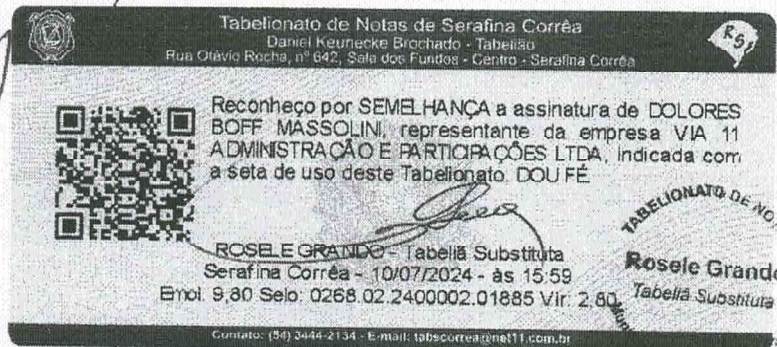 Tabelionato de Notas de Serafina Corrêa
Daniel Keunecke Brochado - Tabelião
Rua Otávio Rocha, nº 642, Sala dos Fundos - Centro - Serafina Corrêa
RS
Reconheço por SEMELHANÇA a assinatura de DOLORES
BOFF MASSOLINI, representante da empresa VIA 11
ADMINISTRAÇÃO E PARTICIPAÇÕES LTDA, indicada com
a seta de uso deste Tabelionato. DOU FÉ
ROSELE GRANDO - Tabeliã Substituta
Serafina Corrêa - 10/07/2024 - às 15:59
Emol: 9,80 Selo: 0268.02.2400002.01885 Vlr: 2,80
TABELIONATO DE NO
Rosele Grando
Tabeliã Substituta
Contato: (54) 3444-2134 - E-mail: tabscorrea@net11.com.br